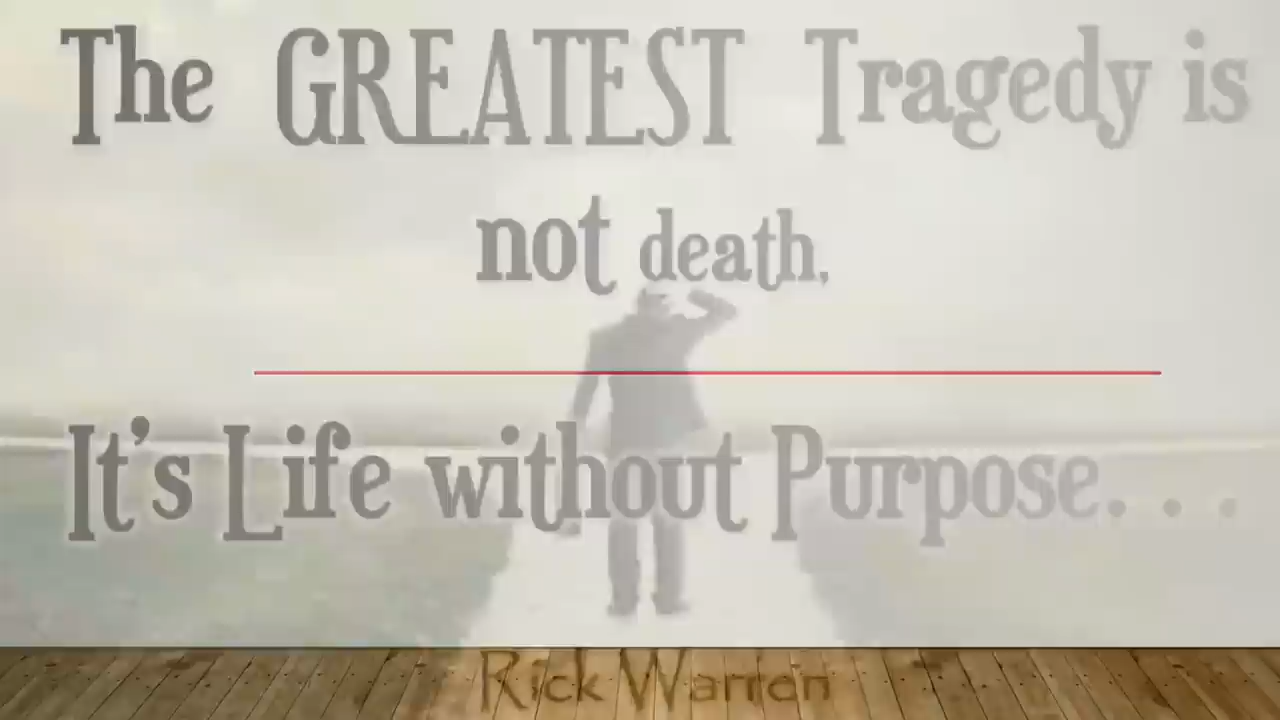 The GREATEST Tragedy is
not death,
It's Life without Purpose. . .
Rick Warren